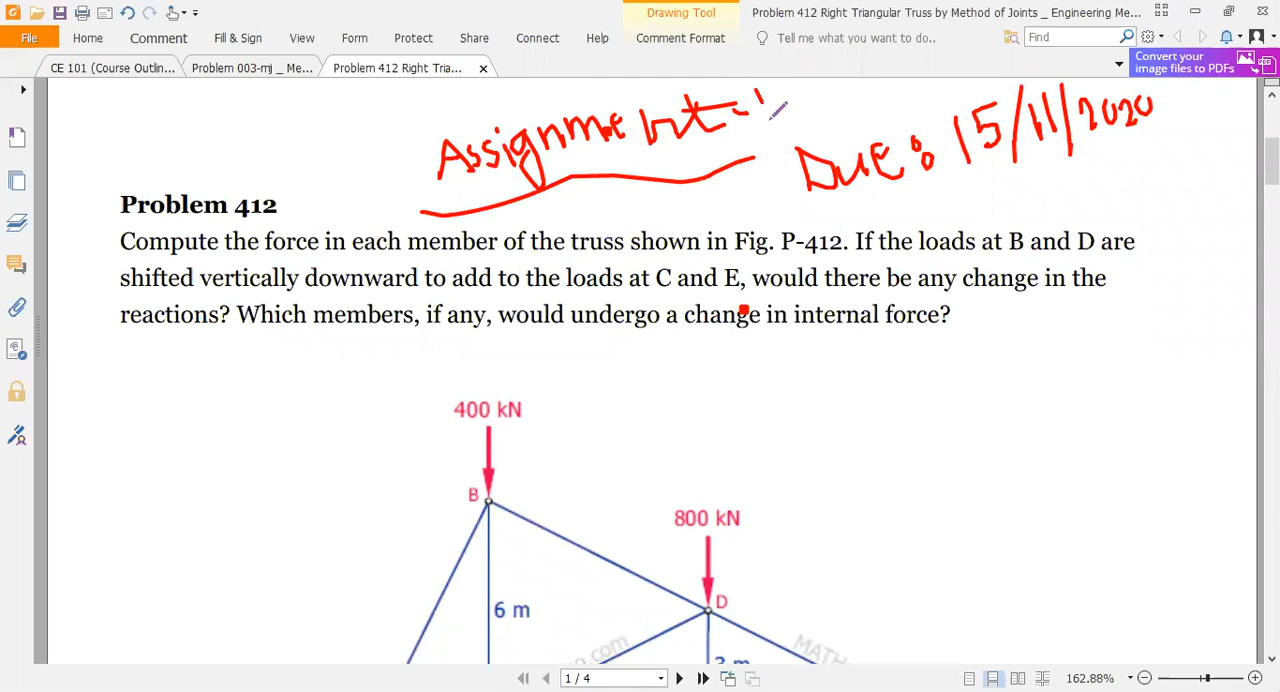 Drawing Tool
Problem 412 Right Triangular Truss by Method of Joints _ Engineering Me...
File Home Comment Fill & Sign View Form Protect Share Connect Help Comment Format Tell me what you want to do.. Find
CE 101 (Course Outlin... Problem 003-mj _ Me... Problem 412 Right Tria...
Convert your
image files to PDFs
Due: 15/11/2020
Problem 412
Compute the force in each member of the truss shown in Fig. P-412. If the loads at B and D are
shifted vertically downward to add to the loads at C and E, would there be any change in the
reactions? Which members, if any, would undergo a change in internal force?
400 kN
B
800 kN
D
6 m
MATH
1 / 4
162.88%